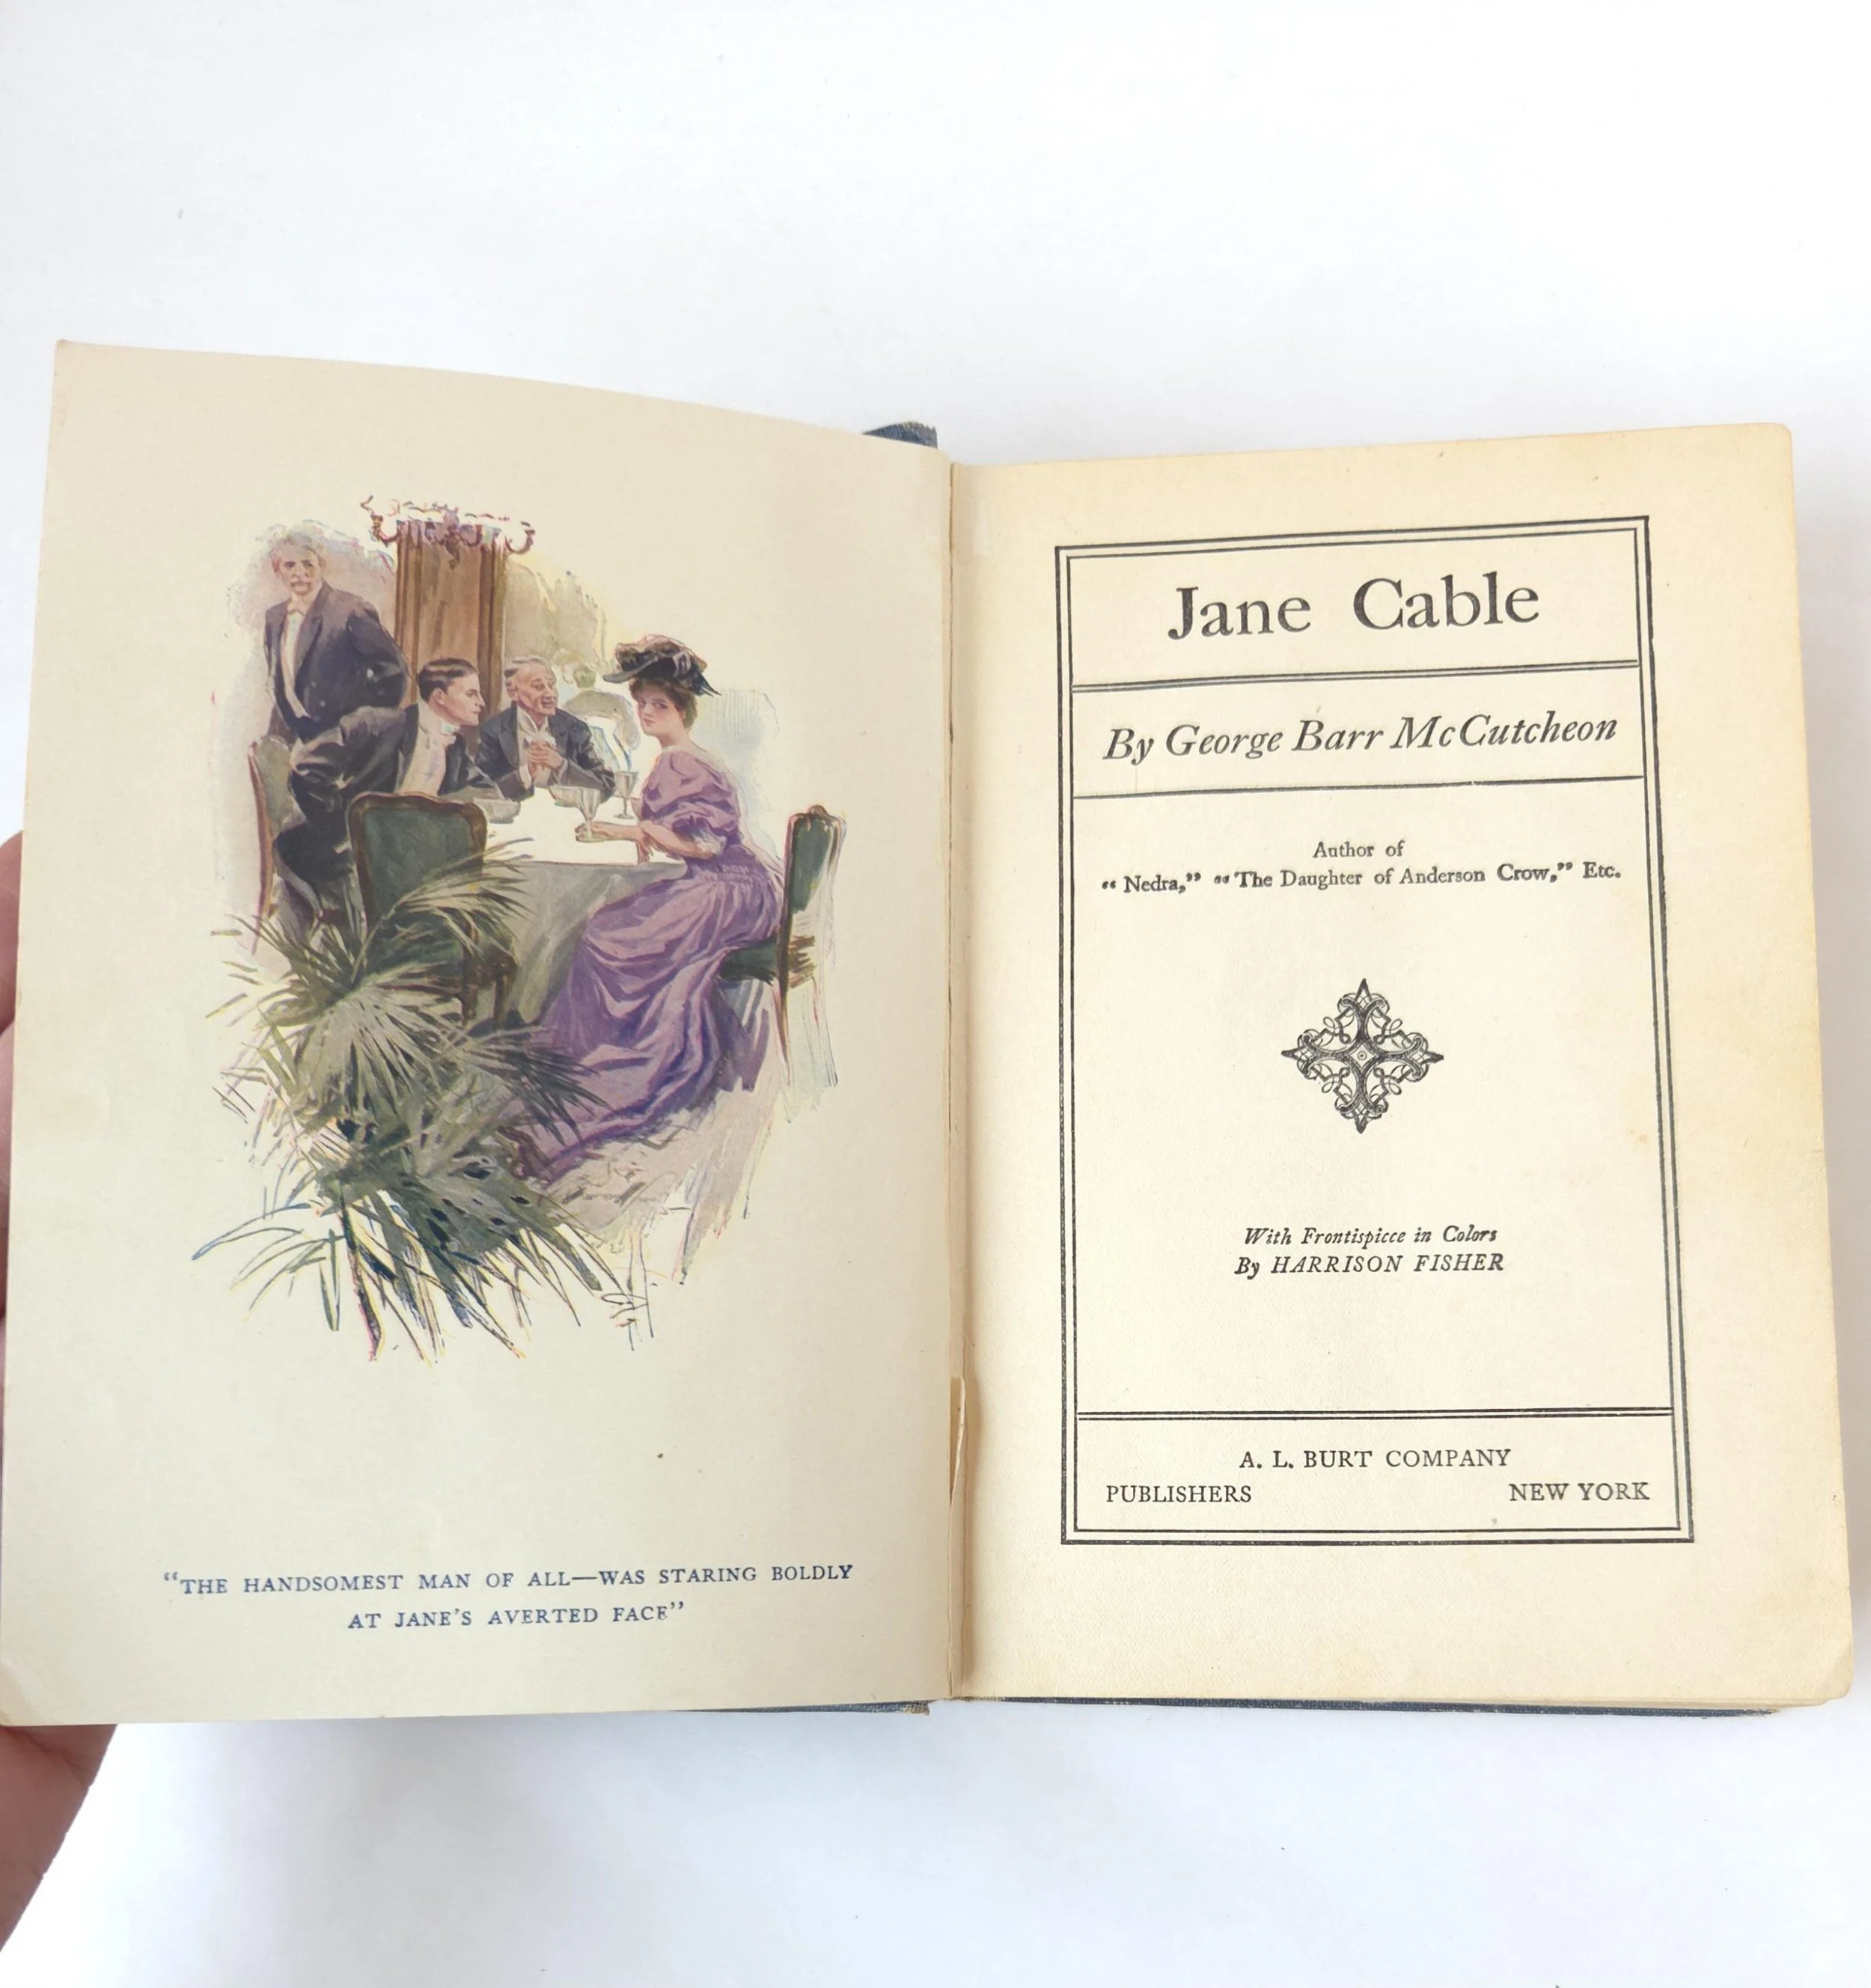 “THE HANDSOMEST MAN OF ALL—WAS STARING BOLDLY
AT JANE’S AVERTED FACE”
Jane Cable
By George Barr McCutcheon
Author of
“Nedra,” “The Daughter of Anderson Crow,” Etc.
With Frontispiece in Colors
By HARRISON FISHER
A. L. BURT COMPANY
PUBLISHERS NEW YORK